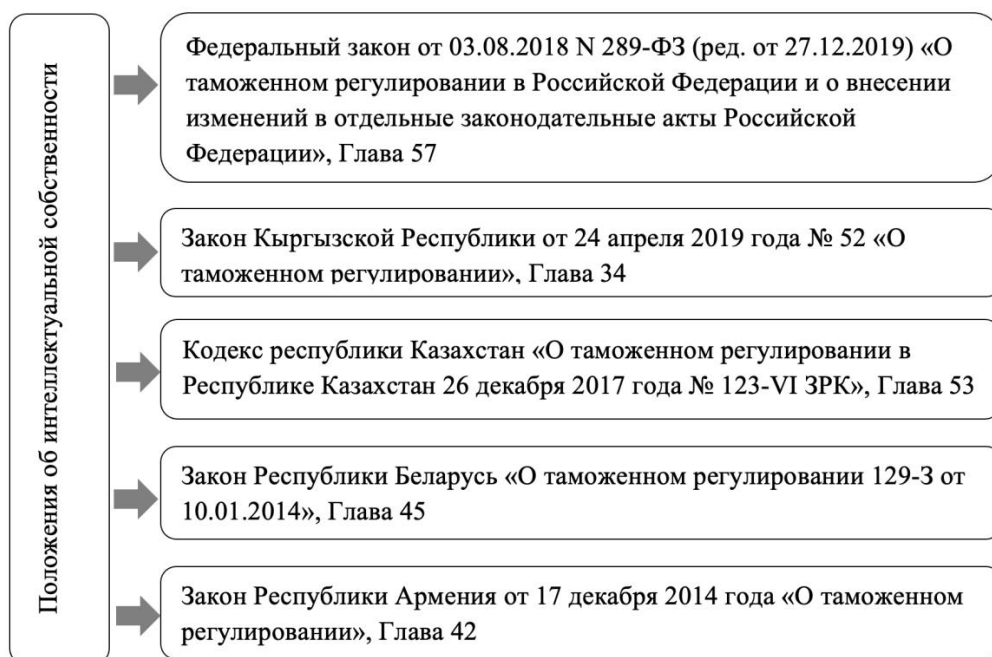 Положения об интеллектуальной собственности
Федеральный закон от 03.08.2018 N 289-ФЗ (ред. от 27.12.2019) «О
таможенном регулировании в Российской Федерации и о внесении
изменений в отдельные законодательные акты Российской
Федерации», Глава 57
Закон Кыргызской Республики от 24 апреля 2019 года № 52 «О
таможенном регулировании», Глава 34
Кодекс республики Казахстан «О таможенном регулировании в
Республике Казахстан 26 декабря 2017 года № 123-VI ЗРК», Глава 53
Закон Республики Беларусь «О таможенном регулировании 129-З от
10.01.2014», Глава 45
Закон Республики Армения от 17 декабря 2014 года «О таможенном
регулировании», Глава 42